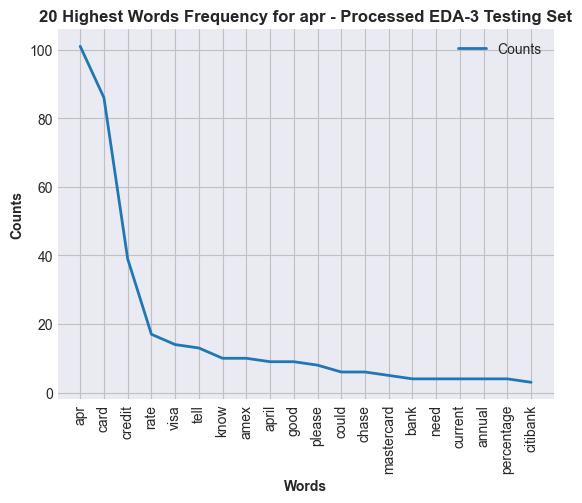 20 Highest Words Frequency for apr - Processed EDA-3 Testing Set
Counts
100
80
60
40
20
0
Counts
apr
card
credit
rate
visa
tell
know
amex
april
good
please
could
chase
mastercard
bank
need
current
annual
percentage
citibank
Words